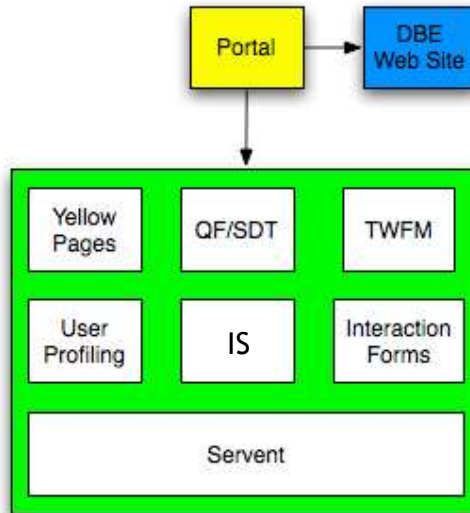 Portal
DBE
Web Site
Yellow
Pages
QF/SDT
TWFM
User
Profiling
IS
Interaction
Forms
Servent